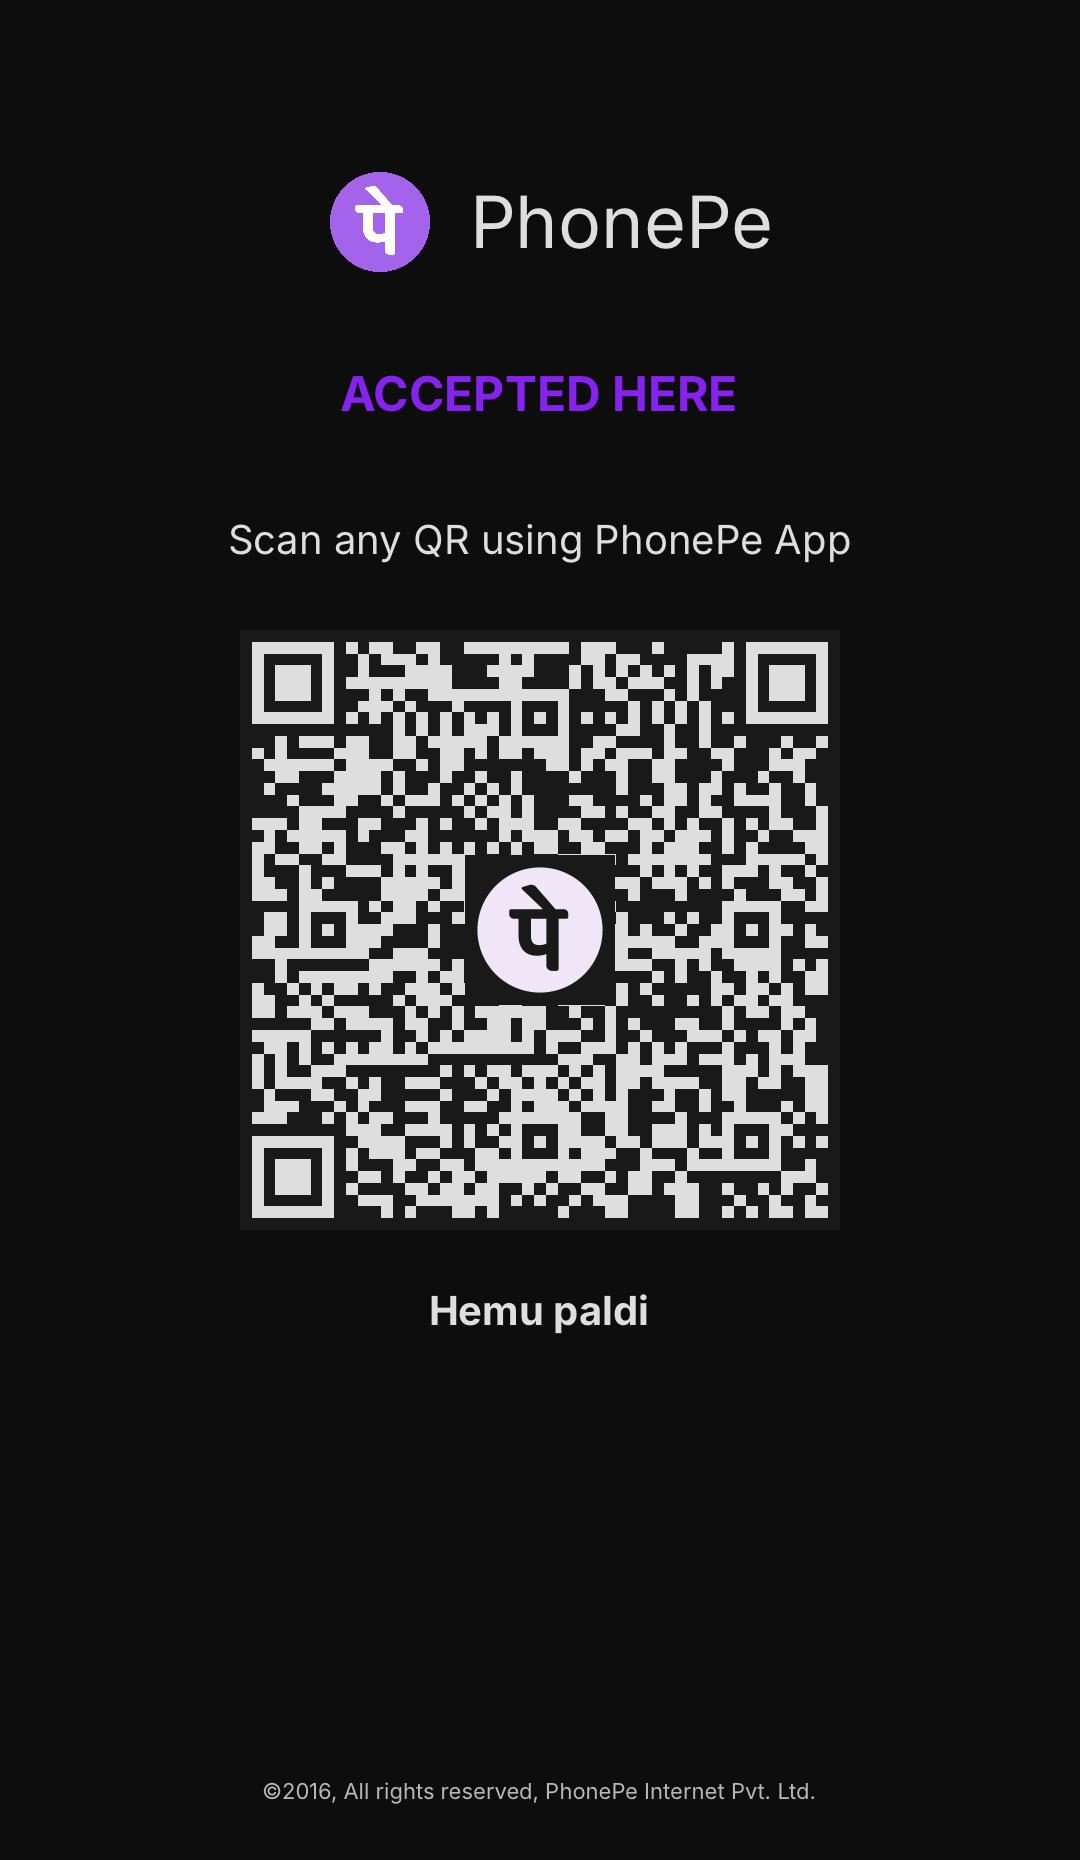 पे PhonePe
ACCEPTED HERE
Scan any QR using PhonePe App
पे
Hemu paldi
©2016, All rights reserved, PhonePe Internet Pvt. Ltd.